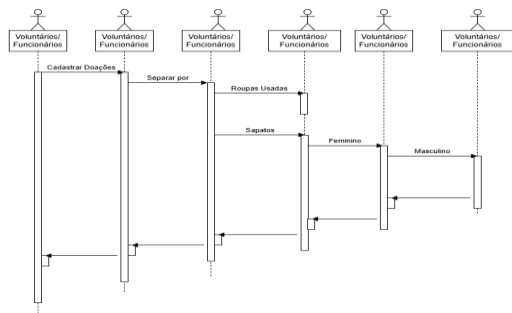 Voluntários/
Funcionários
Voluntários/
Funcionários
Voluntários/
Funcionários
Voluntários/
Funcionários
Voluntários/
Funcionários
Voluntários/
Funcionários
Cadastrar Doações
Separar por
Roupas Usadas
Sapatos
Feminino
Masculino